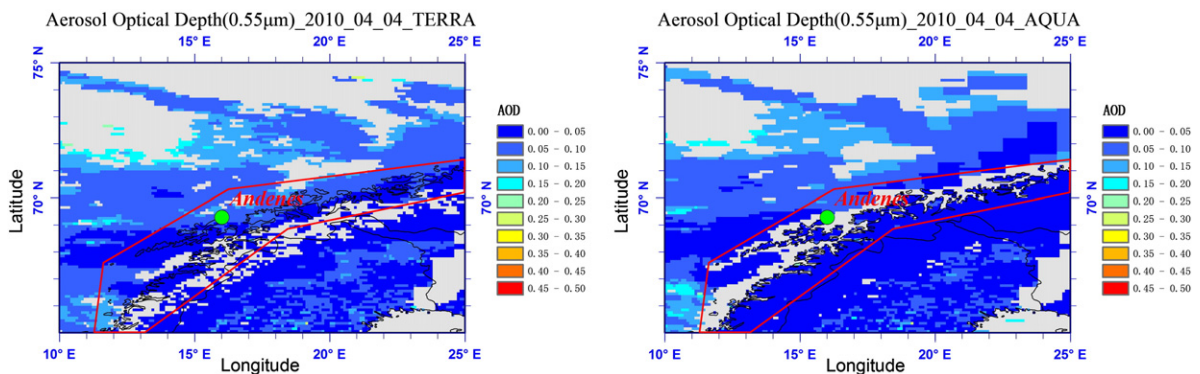 Aerosol Optical Depth(0.55μm)_2010_04_04_TERRA
15° E 20° E 25° E
75° N
70° N
Latitude
Andenes
70° N
10° E 15° E 20° E 25° E
Longitude
AOD
0.00 - 0.05
0.05 - 0.10
0.10 - 0.15
0.15 - 0.20
0.20 - 0.25
0.25 - 0.30
0.30 - 0.35
0.35 - 0.40
0.40 - 0.45
0.45 - 0.50
Aerosol Optical Depth(0.55μm)_2010_04_04_AQUA
15° E 20° E 25° E
75° N
70° N
Latitude
Andenes
70° N
10° E 15° E 20° E 25° E
Longitude
AOD
0.00 - 0.05
0.05 - 0.10
0.10 - 0.15
0.15 - 0.20
0.20 - 0.25
0.25 - 0.30
0.30 - 0.35
0.35 - 0.40
0.40 - 0.45
0.45 - 0.50